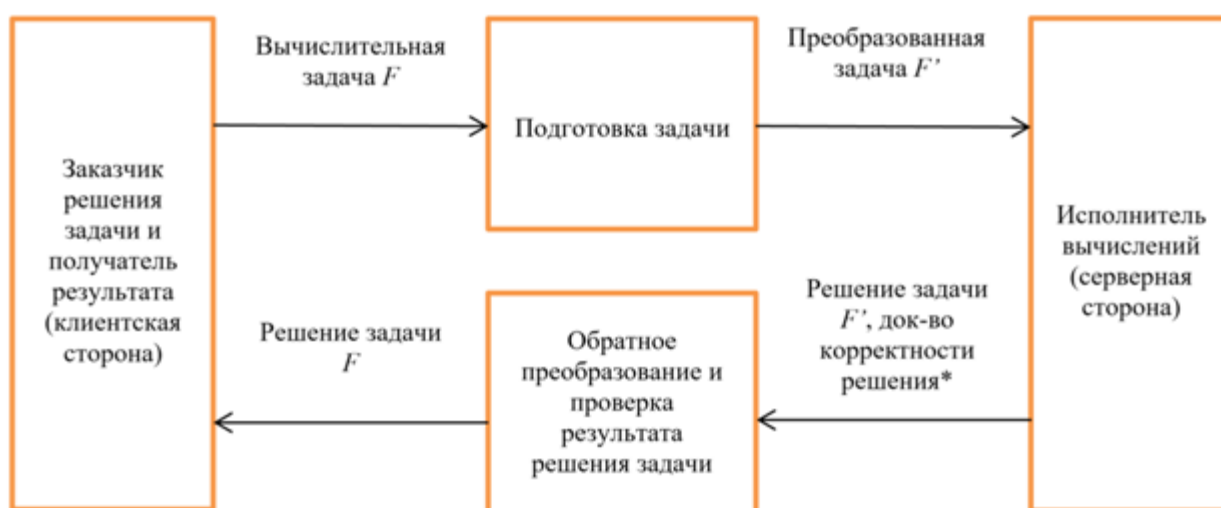 Вычислительная
задача F
Преобразованная
задача F’
Подготовка задачи
Заказчик
решения
задачи и
получатель
результата
(клиентская
сторона)
Исполнитель
вычислений
(серверная
сторона)
Решение задачи
F
Обратное
преобразование и
проверка
результата
решения задачи
Решение задачи
F’, док-во
корректности
решения*